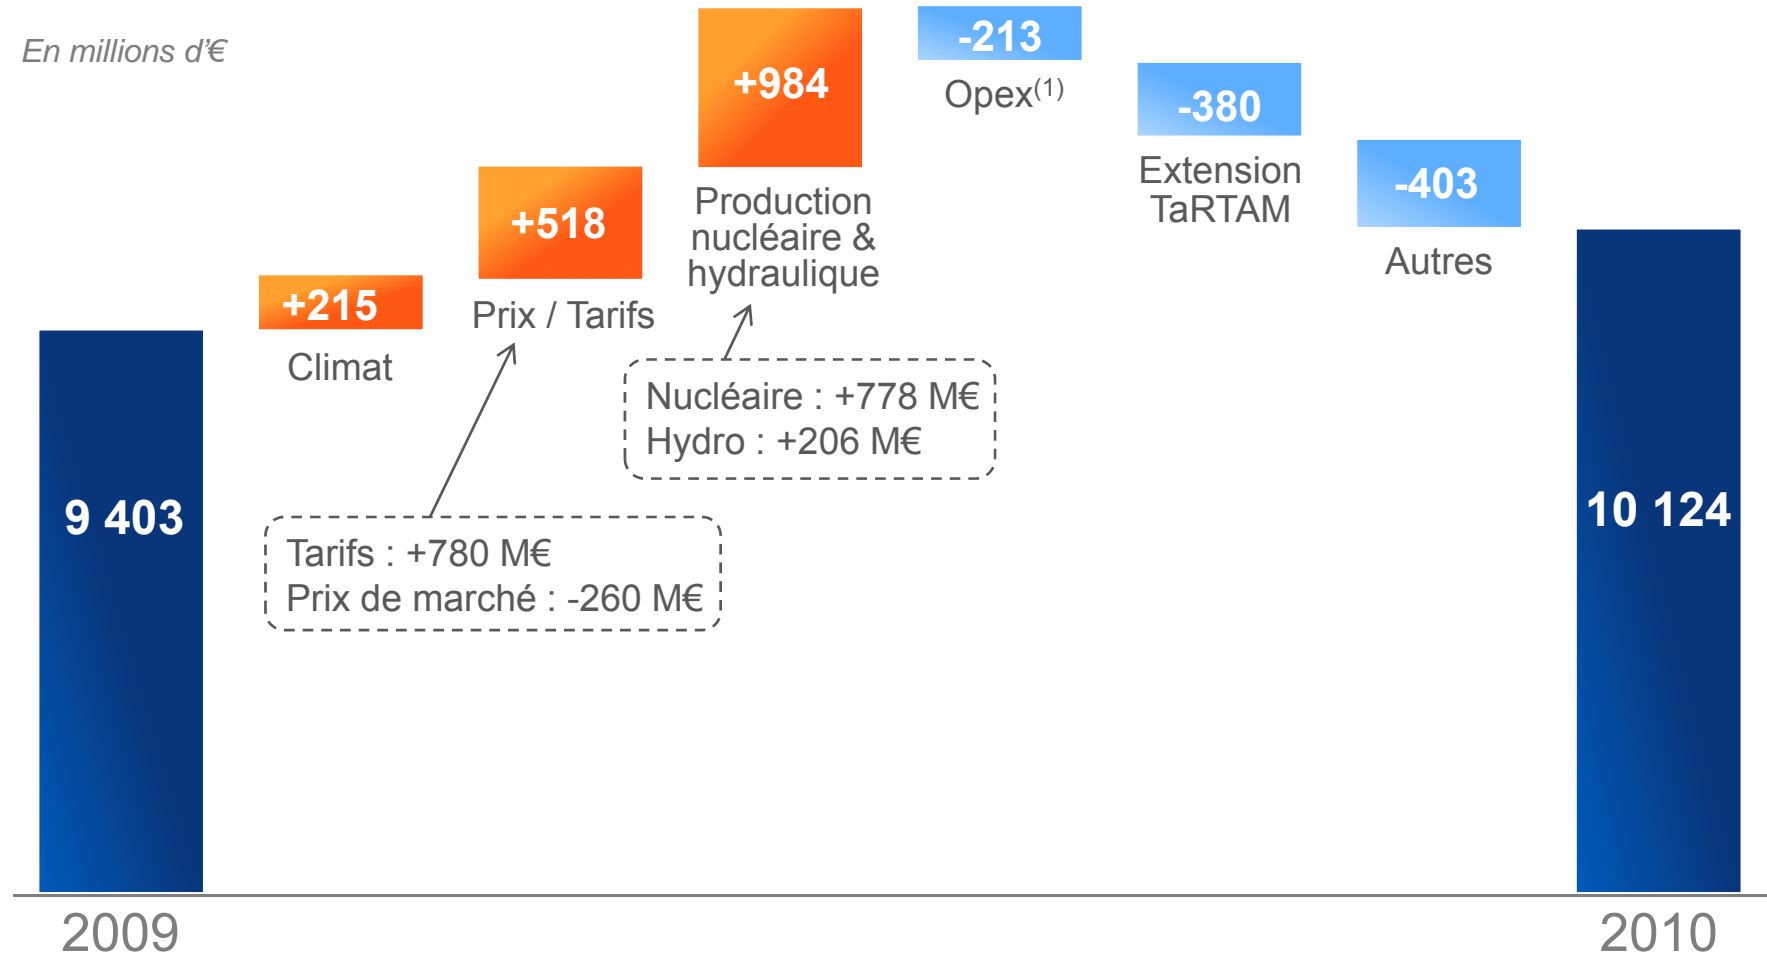 En millions d'€
+984
-213
Opex(1)
-380
Extension
TaRTAM
-403
Autres
+518
Production
nucléaire &
hydraulique
+215
Prix / Tarifs
Climat
Nucléaire : +778 M€
Hydro : +206 M€
9 403
10 124
Tarifs : +780 M€
Prix de marché : -260 M€
2009
2010